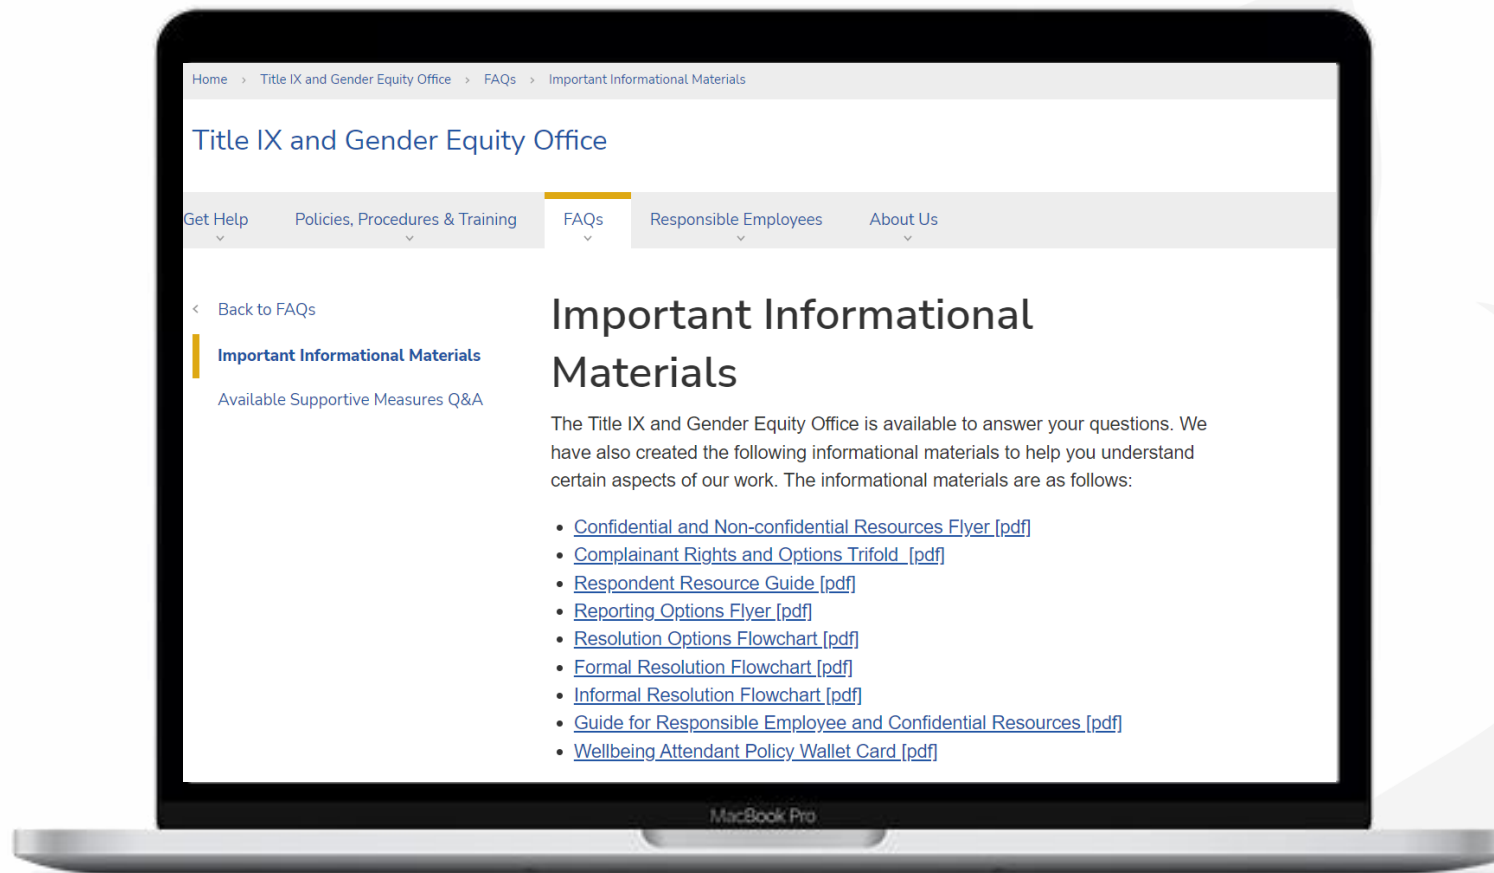 Home > Title IX and Gender Equity Office > FAQs > Important Informational Materials
Title IX and Gender Equity Office
Get Help Policies, Procedures & Training FAQs Responsible Employees About Us
Back to FAQs
Important Informational Materials
Available Supportive Measures Q&A
Important Informational
Materials
The Title IX and Gender Equity Office is available to answer your questions. We
have also created the following informational materials to help you understand
certain aspects of our work. The informational materials are as follows:
• Confidential and Non-confidential Resources Flyer [pdf]
• Complainant Rights and Options Trifold [pdf]
• Respondent Resource Guide [pdf]
• Reporting Options Flyer [pdf]
• Resolution Options Flowchart [pdf]
• Formal Resolution Flowchart [pdf]
• Informal Resolution Flowchart [pdf]
• Guide for Responsible Employee and Confidential Resources [pdf]
• Wellbeing Attendant Policy Wallet Card [pdf]
MacBook Pro